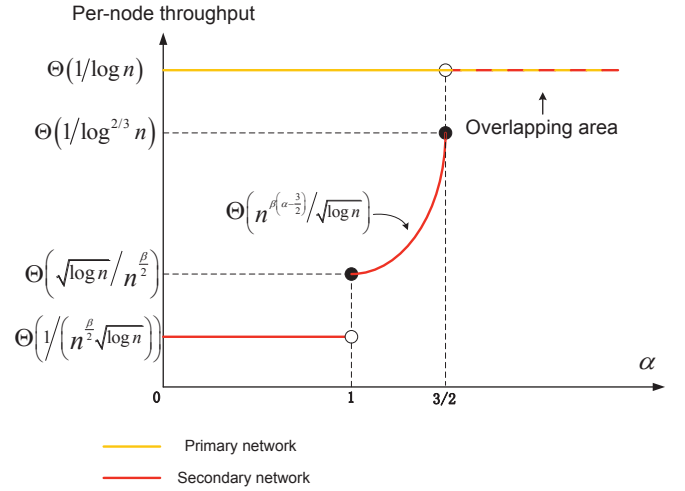 Per-node throughput
Θ(1/log n)
Overlapping area
Θ(1/log^{2/3} n)
Θ(n^{β(α-3/2)}/√log n)
Θ(√log n/n^{β/2})
Θ(1/(n^{β/2}√log n))
α
0 1 3/2
Primary network
Secondary network